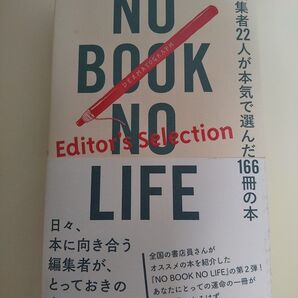 NO
BOOK
DERMATOGRAPH
Editor's Selection
NO
LIFE
集者22人が本気で選んだ166冊の本
日々、
本に向き合う
編集者が、
とっておきの
全国の書店員さんが
オススメの本を紹介した
「NO BOOK NO LIFE」の第2弾！
あなたにとっての運命の一冊が